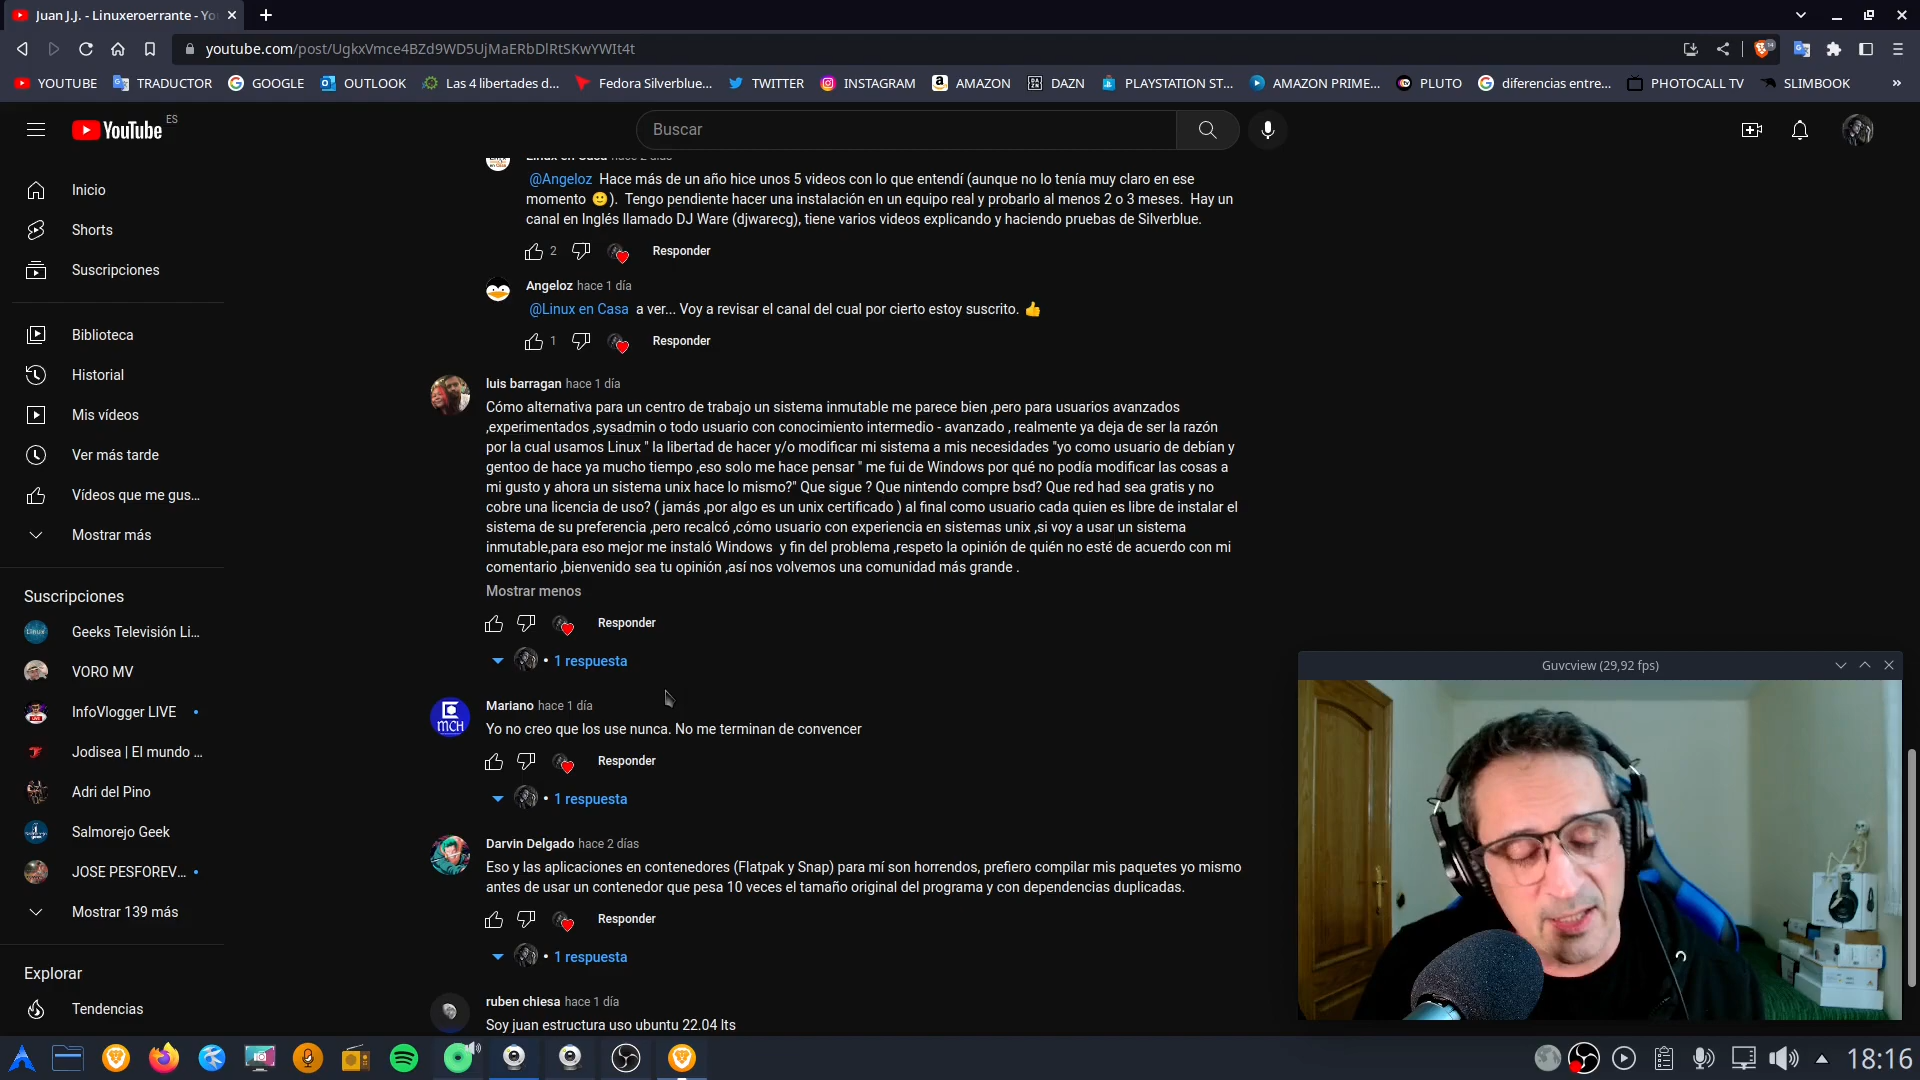 Juan J.J. - Linuxeroerrante - Yo
youtube.com/post/UgkxVmce4BZd9WD5UjMaERbDlRtSKwYWIt4t
YOUTUBE TRADUCTOR GOOGLE OUTLOOK Las 4 libertades d... Fedora Silverblue... TWITTER INSTAGRAM AMAZON DAZN PLAYSTATION ST... AMAZON PRIME... PLUTO diferencias entre... PHOTOCALL TV SLIMBOOK »
YouTube ES
Buscar
Inicio
Shorts
Suscripciones
Biblioteca
Historial
Mis vídeos
Ver más tarde
Vídeos que me gus...
Mostrar más
Suscripciones
Geeks Televisión Li...
VORO MV
InfoVlogger LIVE
Jodisea | El mundo ...
Adri del Pino
Salmorejo Geek
JOSE PESFOREV...
Mostrar 139 más
Explorar
Tendencias
Linux en Casa hace 2 días
@Angeloz Hace más de un año hice unos 5 videos con lo que entendí (aunque no lo tenía muy claro en ese
momento 🙂). Tengo pendiente hacer una instalación en un equipo real y probarlo al menos 2 o 3 meses. Hay un
canal en Inglés llamado DJ Ware (djwarecg), tiene varios videos explicando y haciendo pruebas de Silverblue.
2 Responder
Angeloz hace 1 día
@Linux en Casa a ver... Voy a revisar el canal del cual por cierto estoy suscrito. 👍
1 Responder
luis barragan hace 1 día
Cómo alternativa para un centro de trabajo un sistema inmutable me parece bien ,pero para usuarios avanzados
,experimentados ,sysadmin o todo usuario con conocimiento intermedio - avanzado , realmente ya deja de ser la razón
por la cual usamos Linux " la libertad de hacer y/o modificar mi sistema a mis necesidades "yo como usuario de debían y
gentoo de hace ya mucho tiempo ,eso solo me hace pensar " me fui de Windows por qué no podía modificar las cosas a
mi gusto y ahora un sistema unix hace lo mismo?" Que sigue ? Que nintendo compre bsd? Que red had sea gratis y no
cobre una licencia de uso? ( jamás ,por algo es un unix certificado ) al final como usuario cada quien es libre de instalar el
sistema de su preferencia ,pero recalcó ,cómo usuario con experiencia en sistemas unix ,si voy a usar un sistema
inmutable,para eso mejor me instaló Windows y fin del problema ,respeto la opinión de quién no esté de acuerdo con mi
comentario ,bienvenido sea tu opinión ,así nos volvemos una comunidad más grande .
Mostrar menos
Responder
• 1 respuesta
Mariano hace 1 día
Yo no creo que los use nunca. No me terminan de convencer
Responder
• 1 respuesta
MCH
Darvin Delgado hace 2 días
Eso y las aplicaciones en contenedores (Flatpak y Snap) para mí son horrendos, prefiero compilar mis paquetes yo mismo
antes de usar un contenedor que pesa 10 veces el tamaño original del programa y con dependencias duplicadas.
Responder
• 1 respuesta
ruben chiesa hace 1 día
Soy juan estructura uso ubuntu 22.04 lts
Guvcview (29,92 fps)
18:16